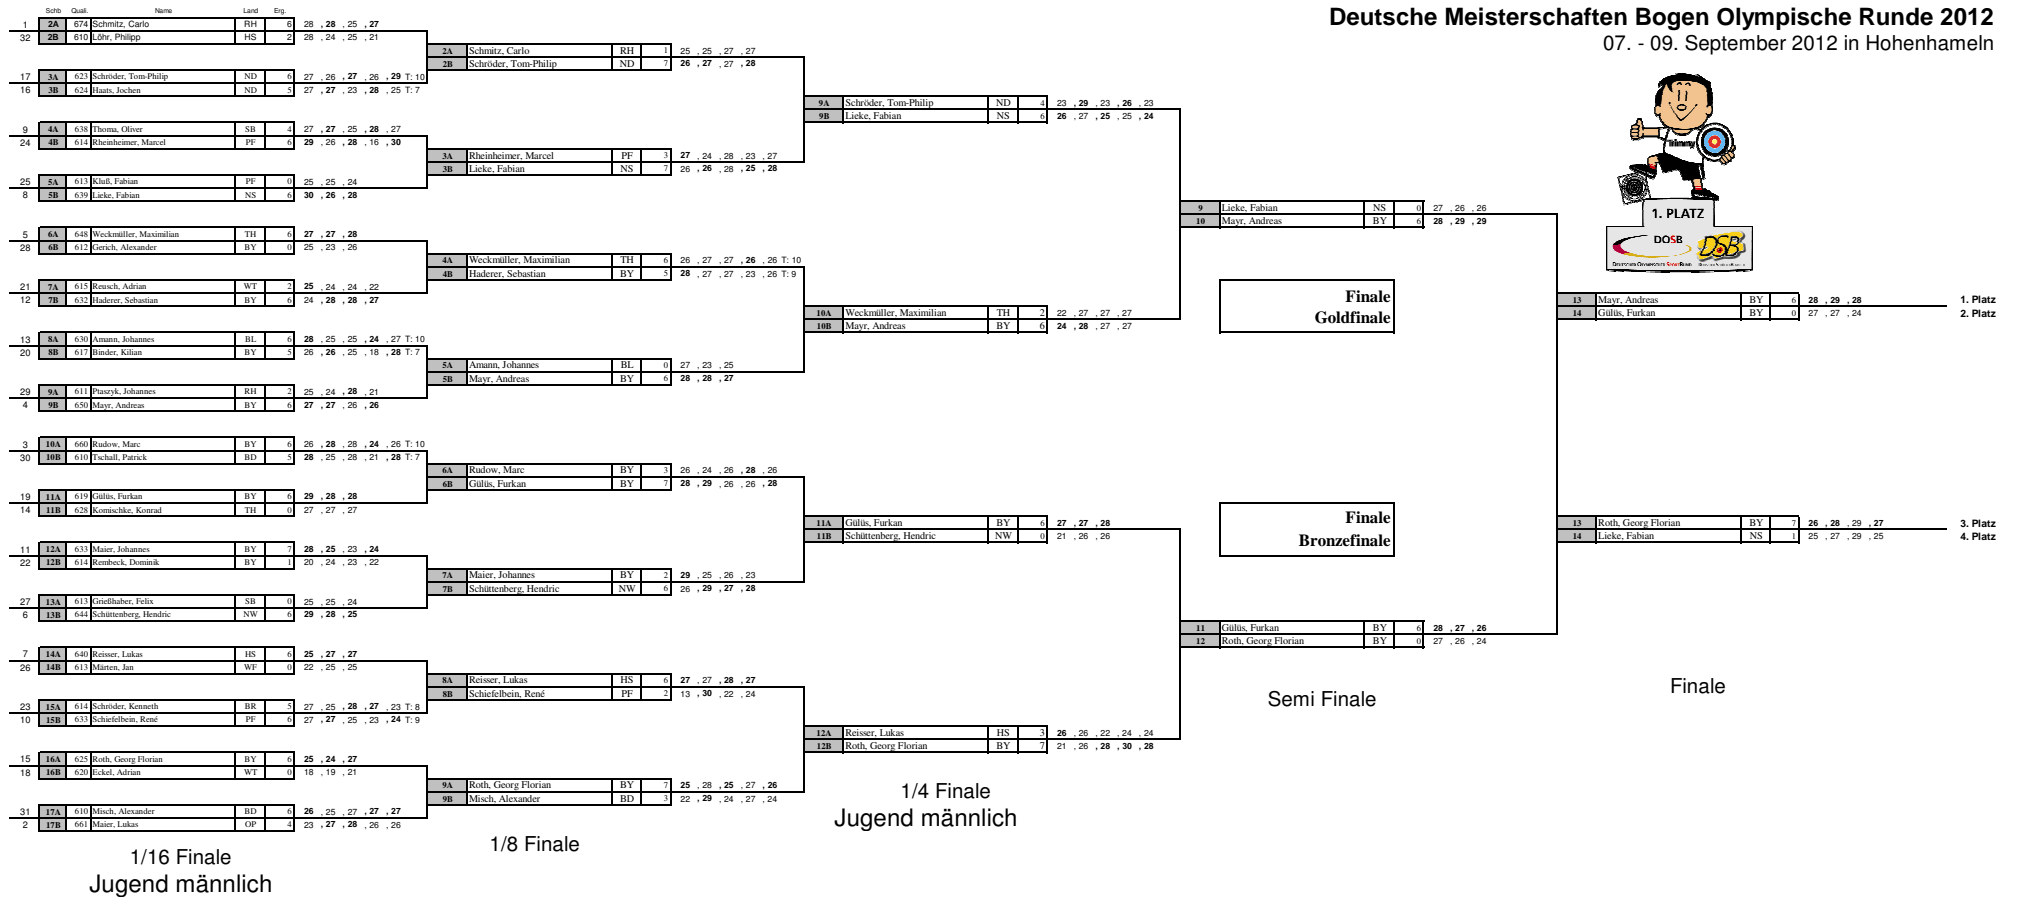 Deutsche Meisterschaften Bogen Olympische Runde 2012
07. - 09. September 2012 in Hohenhameln
Schb Quali. Name Land Erg.
1 2A 674 Schmitz, Carlo RH 6 28 , 28 , 25 , 27
32 2B 610 Löhr, Philipp HS 2 28 , 24 , 25 , 21
17 3A 623 Schröder, Tom-Philip ND 6 27 , 26 , 27 , 26 , 29 T: 10
16 3B 624 Haats, Jochen ND 5 27 , 27 , 23 , 28 , 25 T: 7
9 4A 638 Thoma, Oliver SB 4 27 , 27 , 25 , 28 , 27
24 4B 614 Rheinheimer, Marcel PF 6 29 , 26 , 28 , 16 , 30
25 5A 613 Kluß, Fabian PF 0 25 , 25 , 24
8 5B 639 Lieke, Fabian NS 6 30 , 26 , 28
5 6A 648 Weckmüller, Maximilian TH 6 27 , 27 , 28
28 6B 612 Gerich, Alexander BY 0 25 , 23 , 26
21 7A 615 Reusch, Adrian WT 2 25 , 24 , 24 , 22
12 7B 632 Haderer, Sebastian BY 6 24 , 28 , 28 , 27
13 8A 630 Amann, Johannes BL 6 28 , 25 , 25 , 24 , 27 T: 10
20 8B 617 Binder, Kilian BY 5 26 , 26 , 25 , 18 , 28 T: 7
29 9A 611 Ptaszyk, Johannes RH 2 25 , 24 , 28 , 21
4 9B 650 Mayr, Andreas BY 6 27 , 27 , 26 , 26
3 10A 660 Rudow, Marc BY 6 26 , 28 , 28 , 24 , 26 T: 10
30 10B 610 Tschall, Patrick BD 5 28 , 25 , 28 , 21 , 28 T: 7
19 11A 619 Gülüs, Furkan BY 6 29 , 28 , 28
14 11B 628 Komischke, Konrad TH 0 27 , 27 , 27
11 12A 633 Maier, Johannes BY 7 28 , 25 , 23 , 24
22 12B 614 Rembeck, Dominik BY 1 20 , 24 , 23 , 22
27 13A 613 Grießhaber, Felix SB 0 25 , 25 , 24
6 13B 644 Schüttenberg, Hendric NW 6 29 , 28 , 25
7 14A 640 Reisser, Lukas HS 6 25 , 27 , 27
26 14B 613 Märten, Jan WF 0 22 , 25 , 25
23 15A 614 Schröder, Kenneth BR 5 27 , 25 , 28 , 27 , 23 T: 8
10 15B 633 Schiefelbein, René PF 6 27 , 27 , 25 , 23 , 24 T: 9
15 16A 625 Roth, Georg Florian BY 6 25 , 24 , 27
18 16B 620 Eckel, Adrian WT 0 18 , 19 , 21
31 17A 610 Misch, Alexander BD 6 26 , 25 , 27 , 27 , 27
2 17B 661 Maier, Lukas OP 4 23 , 27 , 28 , 26 , 26
1/16 Finale
Jugend männlich
2A Schmitz, Carlo RH 1 25 , 25 , 27 , 27
2B Schröder, Tom-Philip ND 7 26 , 27 , 27 , 28
3A Rheinheimer, Marcel PF 3 27 , 24 , 28 , 23 , 27
3B Lieke, Fabian NS 7 26 , 26 , 28 , 25 , 28
4A Weckmüller, Maximilian TH 6 26 , 27 , 27 , 26 , 26 T: 10
4B Haderer, Sebastian BY 5 28 , 27 , 27 , 23 , 26 T: 9
5A Amann, Johannes BL 0 27 , 23 , 25
5B Mayr, Andreas BY 6 28 , 28 , 27
6A Rudow, Marc BY 3 26 , 24 , 26 , 28 , 26
6B Gülüs, Furkan BY 7 28 , 29 , 26 , 26 , 28
7A Maier, Johannes BY 2 29 , 25 , 26 , 23
7B Schüttenberg, Hendric NW 6 26 , 29 , 27 , 28
8A Reisser, Lukas HS 6 27 , 27 , 28 , 27
8B Schiefelbein, René PF 2 13 , 30 , 22 , 24
9A Roth, Georg Florian BY 7 25 , 28 , 25 , 27 , 26
9B Misch, Alexander BD 3 22 , 29 , 24 , 27 , 24
1/8 Finale
9A Schröder, Tom-Philip ND 4 23 , 29 , 23 , 26 , 23
9B Lieke, Fabian NS 6 26 , 27 , 25 , 25 , 24
10A Weckmüller, Maximilian TH 2 22 , 27 , 27 , 27
10B Mayr, Andreas BY 6 24 , 28 , 27 , 27
11A Gülüs, Furkan BY 6 27 , 27 , 28
11B Schüttenberg, Hendric NW 0 21 , 26 , 26
12A Reisser, Lukas HS 3 26 , 26 , 22 , 24 , 24
12B Roth, Georg Florian BY 7 21 , 26 , 28 , 30 , 28
1/4 Finale
Jugend männlich
9 Lieke, Fabian NS 0 27 , 26 , 26
10 Mayr, Andreas BY 6 28 , 29 , 29
Finale
Goldfinale
Finale
Bronzefinale
11 Gülüs, Furkan BY 6 28 , 27 , 26
12 Roth, Georg Florian BY 0 27 , 26 , 24
Semi Finale
Trimmy
1. PLATZ
DOSB
DSB
DEUTSCHER OLYMPISCHER SPORTBUND
13 Mayr, Andreas BY 6 28 , 29 , 28 1. Platz
14 Gülüs, Furkan BY 0 27 , 27 , 24 2. Platz
13 Roth, Georg Florian BY 7 26 , 28 , 29 , 27 3. Platz
14 Lieke, Fabian NS 1 25 , 27 , 29 , 25 4. Platz
Finale